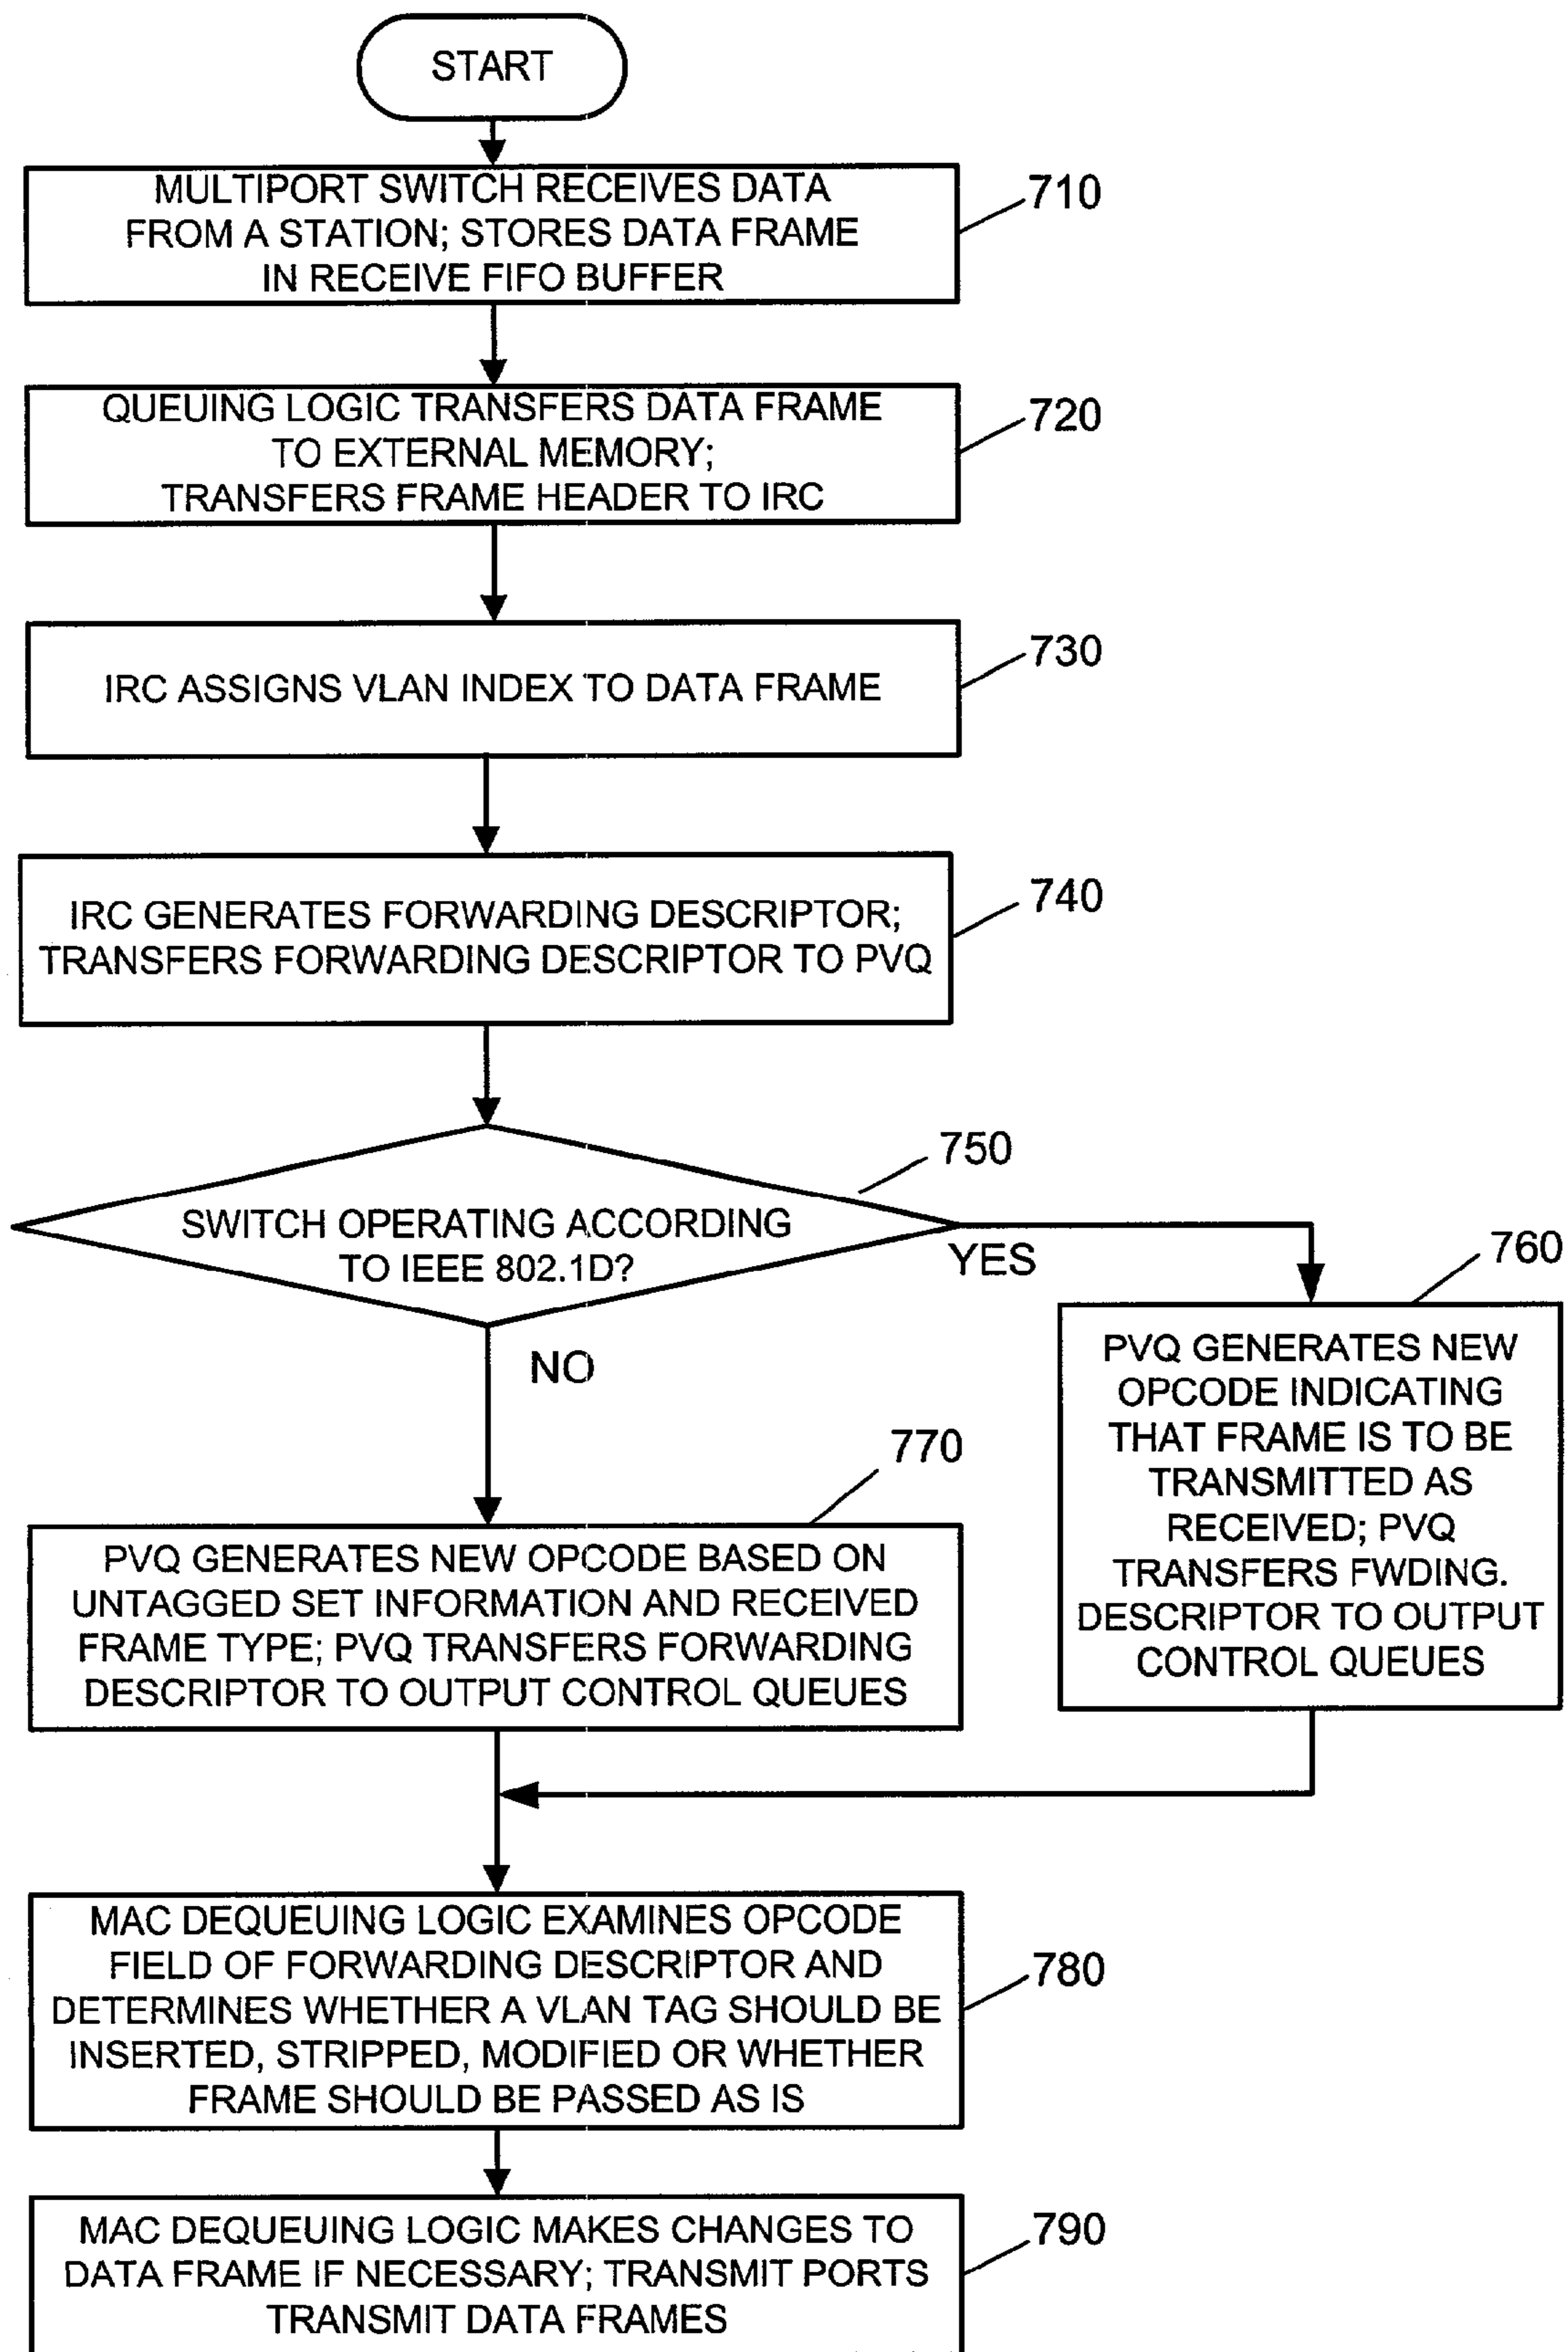 START
MULTIPORT SWITCH RECEIVES DATA
FROM A STATION; STORES DATA FRAME
IN RECEIVE FIFO BUFFER
710
QUEUING LOGIC TRANSFERS DATA FRAME
TO EXTERNAL MEMORY;
TRANSFERS FRAME HEADER TO IRC
720
IRC ASSIGNS VLAN INDEX TO DATA FRAME
730
IRC GENERATES FORWARDING DESCRIPTOR;
TRANSFERS FORWARDING DESCRIPTOR TO PVQ
740
SWITCH OPERATING ACCORDING
TO IEEE 802.1D?
750
YES
NO
760
PVQ GENERATES NEW
OPCODE INDICATING
THAT FRAME IS TO BE
TRANSMITTED AS
RECEIVED; PVQ
TRANSFERS FWDING.
DESCRIPTOR TO OUTPUT
CONTROL QUEUES
770
PVQ GENERATES NEW OPCODE BASED ON
UNTAGGED SET INFORMATION AND RECEIVED
FRAME TYPE; PVQ TRANSFERS FORWARDING
DESCRIPTOR TO OUTPUT CONTROL QUEUES
MAC DEQUEUING LOGIC EXAMINES OPCODE
FIELD OF FORWARDING DESCRIPTOR AND
DETERMINES WHETHER A VLAN TAG SHOULD BE
INSERTED, STRIPPED, MODIFIED OR WHETHER
FRAME SHOULD BE PASSED AS IS
780
MAC DEQUEUING LOGIC MAKES CHANGES TO
DATA FRAME IF NECESSARY; TRANSMIT PORTS
TRANSMIT DATA FRAMES
790